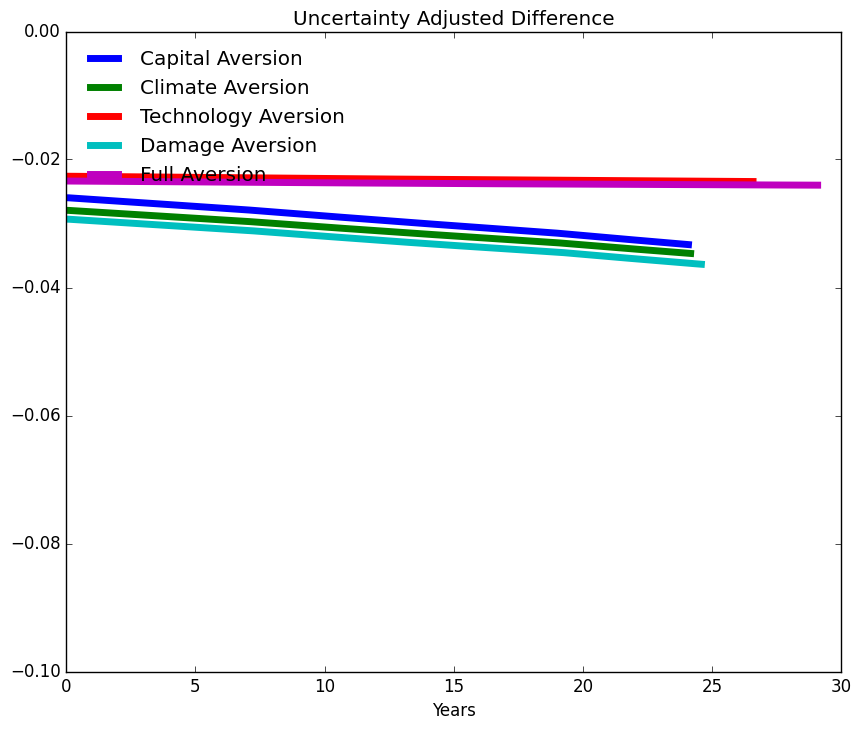 Uncertainty Adjusted Difference
0.00
Capital Aversion
Climate Aversion
Technology Aversion
Damage Aversion
Full Aversion
−0.02
−0.04
−0.06
−0.08
−0.10
0 5 10 15 20 25 30
Years